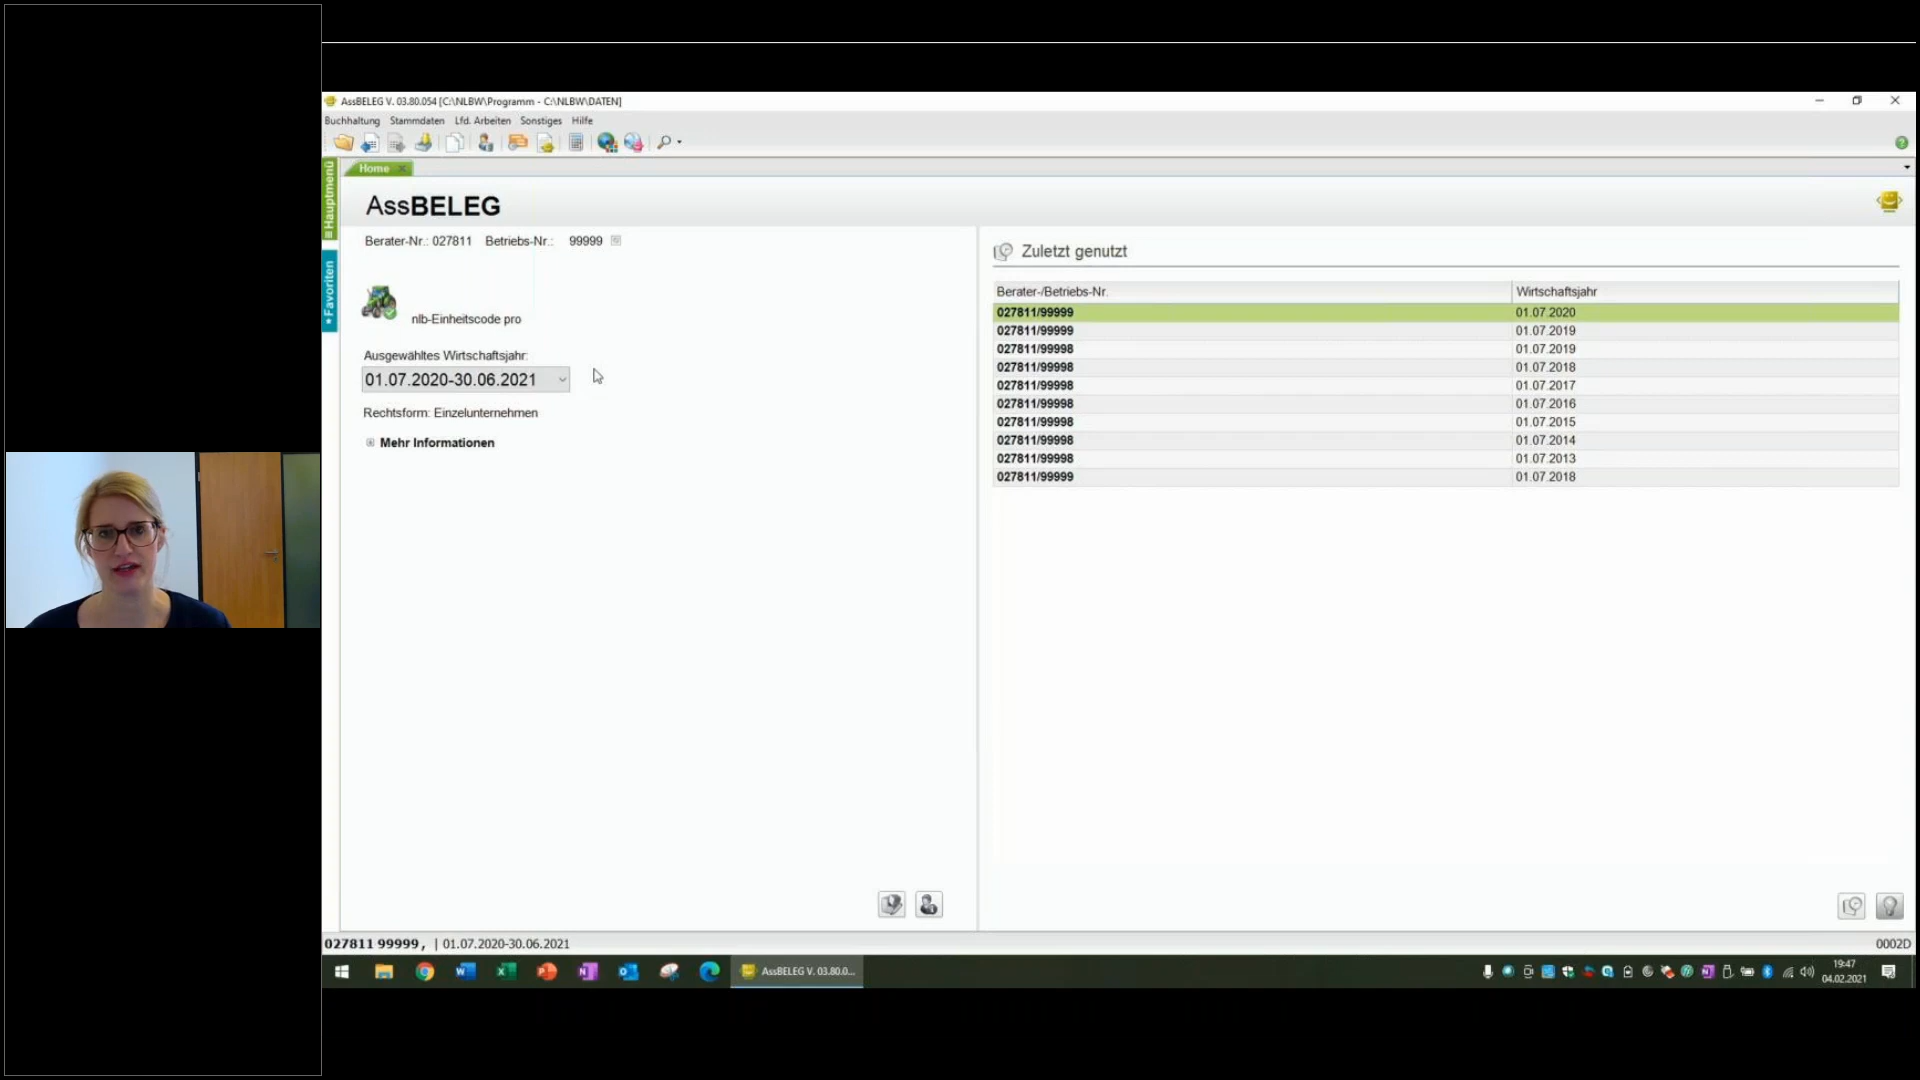 AssBELEG V. 03.80.054 [C:\NLBW\Programm - C:\NLBW\DATEN]
Buchhaltung Stammdaten Lfd. Arbeiten Sonstiges Hilfe
Hauptmenü
Favoriten
Home
AssBELEG
Berater-Nr.: 027811 Betriebs-Nr.: 99999
nlb-Einheitscode pro
Ausgewähltes Wirtschaftsjahr:
01.07.2020-30.06.2021
Rechtsform: Einzelunternehmen
Mehr Informationen
Zuletzt genutzt
Berater-/Betriebs-Nr. Wirtschaftsjahr
027811/99999 01.07.2020
027811/99999 01.07.2019
027811/99998 01.07.2019
027811/99998 01.07.2018
027811/99998 01.07.2017
027811/99998 01.07.2016
027811/99998 01.07.2015
027811/99998 01.07.2014
027811/99998 01.07.2013
027811/99999 01.07.2018
027811 99999, | 01.07.2020-30.06.2021
0002D
AssBELEG V. 03.80.0...
19:47
04.02.2021